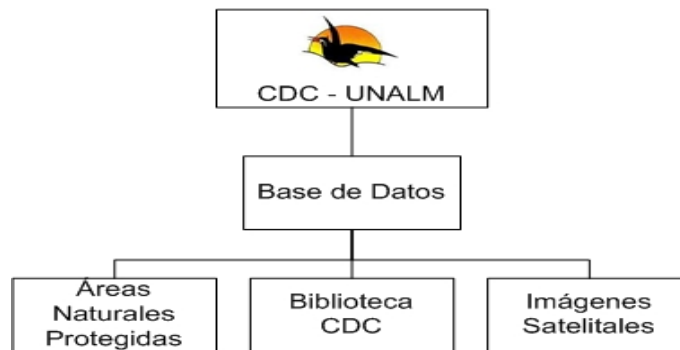 CDC - UNALM
Base de Datos
Áreas
Naturales
Protegidas
Biblioteca
CDC
Imágenes
Satelitales